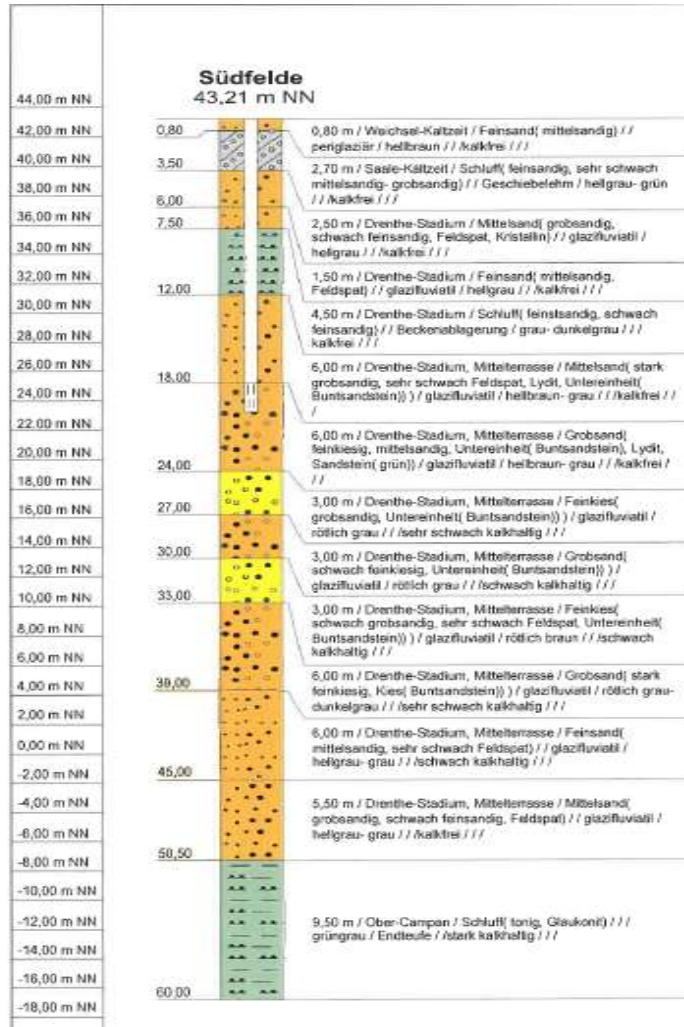 Südfelde
43,21 m NN
44,00 m NN
42,00 m NN
40,00 m NN
38,00 m NN
36,00 m NN
34,00 m NN
32,00 m NN
30,00 m NN
28,00 m NN
26,00 m NN
24,00 m NN
22,00 m NN
20,00 m NN
18,00 m NN
16,00 m NN
14,00 m NN
12,00 m NN
10,00 m NN
8,00 m NN
6,00 m NN
4,00 m NN
2,00 m NN
0,00 m NN
-2,00 m NN
-4,00 m NN
-6,00 m NN
-8,00 m NN
-10,00 m NN
-12,00 m NN
-14,00 m NN
-16,00 m NN
-18,00 m NN
0,80
3,50
6,00
7,50
12,00
18,00
24,00
27,00
30,00
33,00
39,00
45,00
50,50
60,00
0,80 m / Weichsel-Kaltzeit / Feinsand( mittelsandig) / /
periglaziär / hellbraun / / /kalkfrei / / /
2,70 m / Saale-Kaltzeit / Schluff( feinsandig, sehr schwach
mittelsandig- grobsandig) / / Geschiebelehm / hellgrau- grün
/ / /kalkfrei / / /
2,50 m / Drenthe-Stadium / Mittelsand( grobsandig,
schwach feinsandig, Feldspat, Kristallin) / / glazifluviatil /
hellgrau / / /kalkfrei / / /
1,50 m / Drenthe-Stadium / Feinsand( mittelsandig,
Feldspat) / / glazifluviatil / hellgrau / / /kalkfrei / / /
4,50 m / Drenthe-Stadium / Schluff( feinstsandig, schwach
feinsandig) / / Beckenablagerung / grau- dunkelgrau / / /
kalkfrei / / /
6,00 m / Drenthe-Stadium, Mittelterrasse / Mittelsand( stark
grobsandig, sehr schwach Feldspat, Lydit, Untereinheit(
Buntsandstein)) ) / glazifluviatil / hellbraun- grau / / /kalkfrei / /
/
6,00 m / Drenthe-Stadium, Mittelterrasse / Grobsand(
feinkiesig, mittelsandig, Untereinheit( Buntsandstein), Lydit,
Sandstein( grün)) / glazifluviatil / hellbraun- grau / / /kalkfrei /
/ /
3,00 m / Drenthe-Stadium, Mittelterrasse / Feinkies(
grobsandig, Untereinheit( Buntsandstein)) ) / glazifluviatil /
rötlich grau / / /sehr schwach kalkhaltig / / /
3,00 m / Drenthe-Stadium, Mittelterrasse / Grobsand(
schwach feinkiesig, Untereinheit( Buntsandstein)) ) /
glazifluviatil / rötlich grau / / /schwach kalkhaltig / / /
3,00 m / Drenthe-Stadium, Mittelterrasse / Feinkies(
schwach grobsandig, sehr schwach Feldspat, Untereinheit(
Buntsandstein)) ) / glazifluviatil / rötlich braun / / /schwach
kalkhaltig / / /
6,00 m / Drenthe-Stadium, Mittelterrasse / Grobsand( stark
feinkiesig, Kies( Buntsandstein)) ) / glazifluviatil / rötlich grau-
dunkelgrau / / /sehr schwach kalkhaltig / / /
6,00 m / Drenthe-Stadium, Mittelterrasse / Feinsand(
mittelsandig, sehr schwach Feldspat) / / glazifluviatil /
hellgrau- grau / / /schwach kalkhaltig / / /
5,50 m / Drenthe-Stadium, Mittelterrasse / Mittelsand(
grobsandig, schwach feinsandig, Feldspat) / / glazifluviatil /
hellgrau- grau / / /kalkfrei / / /
9,50 m / Ober-Campan / Schluff( tonig, Glaukonit) / / /
grüngrau / Endteufe / /stark kalkhaltig / / /